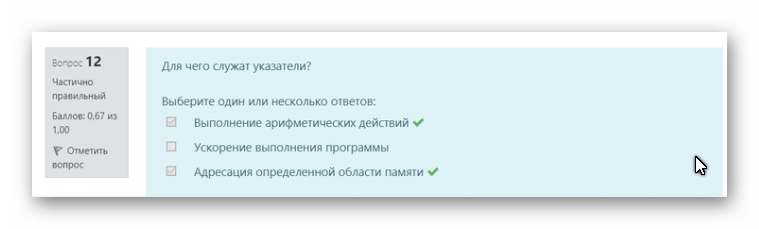 Вопрос 12
Частично
правильный
Баллов: 0,67 из
1,00
Отметить
вопрос
Для чего служат указатели?
Выберите один или несколько ответов:
Выполнение арифметических действий
Ускорение выполнения программы
Адресация определенной области памяти